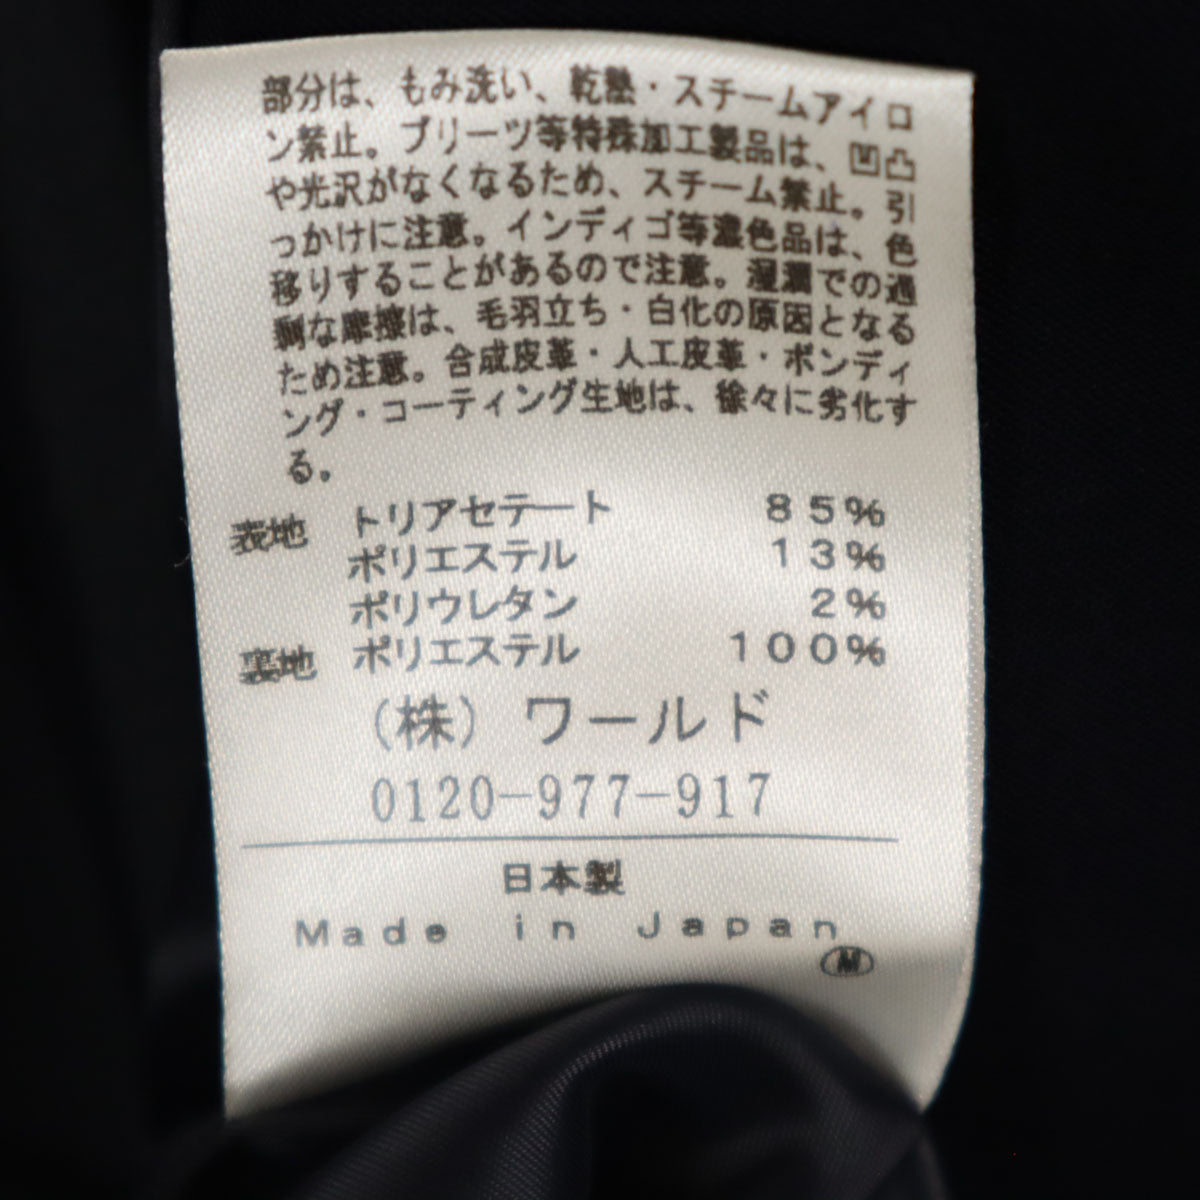 部分は、もみ洗い、乾塾・スチームアイロ
ン禁止。プリーツ等特殊加工製品は、凹凸
や光沢がなくなるため、スチーム禁止。引
っかけに注意。インディゴ等濃色品は、色
移りすることがあるので注意。湿潤での過
剰な摩擦は、毛羽立ち・白化の原因となる
ため注意。合成皮革・人工皮革・ボンディ
ング・コーティング生地は、徐々に劣化す
る。
表地 トリアセテート 85%
ポリエステル 13%
ポリウレタン 2%
裏地 ポリエステル 100%
(株)ワールド
0120-977-917
日本製
Made in Japan
M